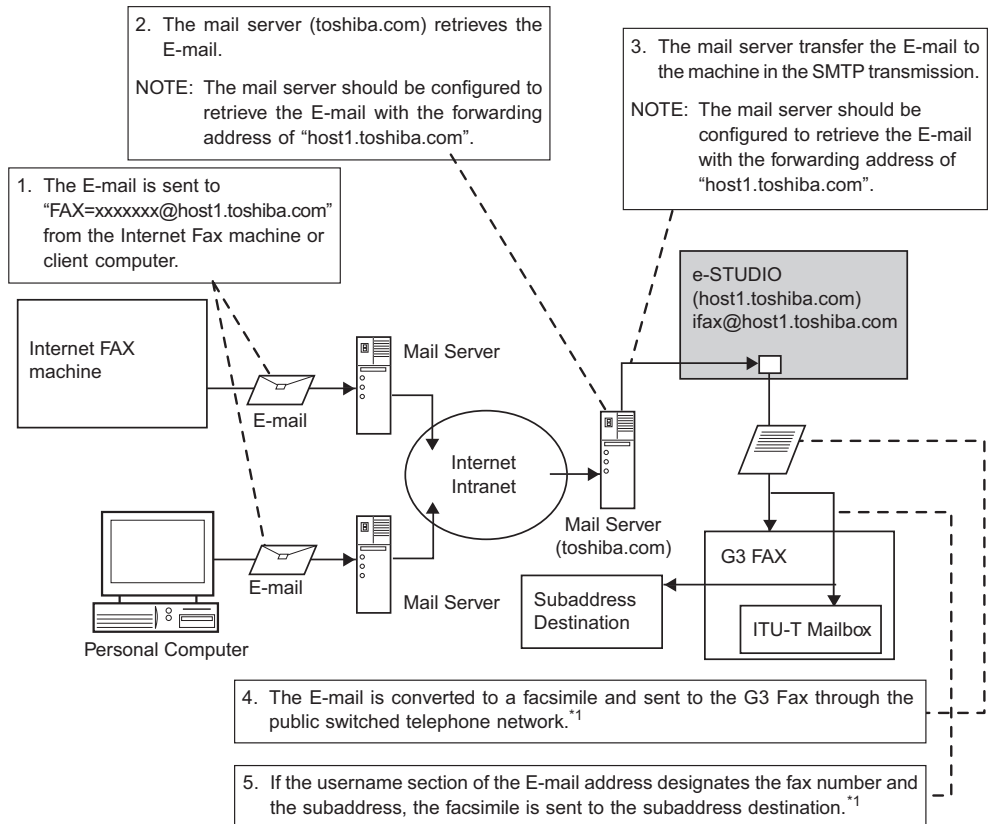 2. The mail server (toshiba.com) retrieves the
E-mail.
NOTE: The mail server should be configured to
retrieve the E-mail with the forwarding
address of “host1.toshiba.com”.
3. The mail server transfer the E-mail to
the machine in the SMTP transmission.
NOTE: The mail server should be
configured to retrieve the E-mail
with the forwarding address of
“host1.toshiba.com”.
1. The E-mail is sent to
“FAX=xxxxxxx@host1.toshiba.com”
from the Internet Fax machine or
client computer.
e-STUDIO
(host1.toshiba.com)
ifax@host1.toshiba.com
Internet FAX
machine
Mail Server
E-mail
Internet
Intranet
Mail Server
(toshiba.com)
G3 FAX
E-mail
Mail Server
Subaddress
Destination
ITU-T Mailbox
Personal Computer
4. The E-mail is converted to a facsimile and sent to the G3 Fax through the
public switched telephone network.*1
5. If the username section of the E-mail address designates the fax number and
the subaddress, the facsimile is sent to the subaddress destination.*1